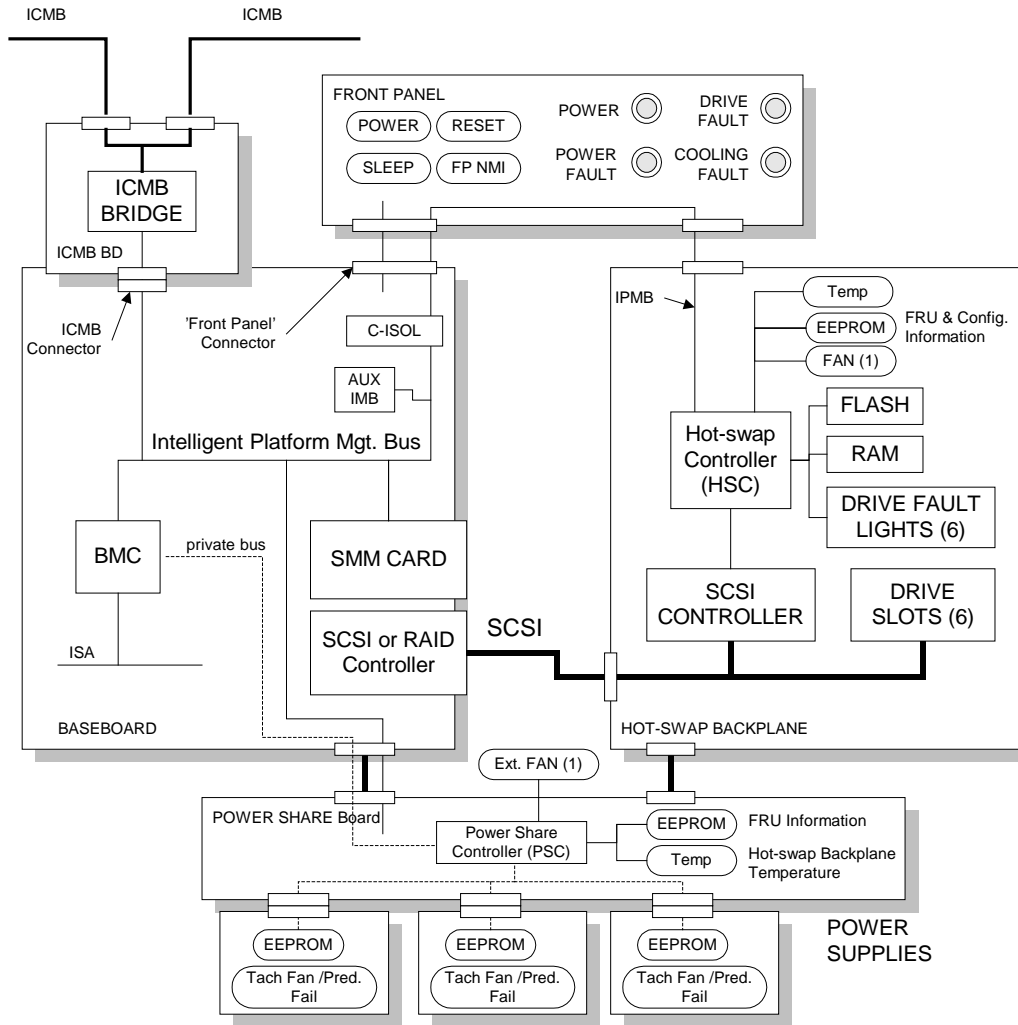 ICMB
ICMB
FRONT PANEL
POWER
RESET
SLEEP
FP NMI
POWER
DRIVE
FAULT
POWER
FAULT
COOLING
FAULT
ICMB
BRIDGE
ICMB BD
ICMB
Connector
'Front Panel'
Connector
C-ISOL
AUX
IMB
Intelligent Platform Mgt. Bus
BMC
private bus
SMM CARD
SCSI or RAID
Controller
ISA
BASEBOARD
SCSI
IPMB
Temp
EEPROM
FAN (1)
FRU & Config.
Information
Hot-swap
Controller
(HSC)
FLASH
RAM
DRIVE FAULT
LIGHTS (6)
SCSI
CONTROLLER
DRIVE
SLOTS (6)
HOT-SWAP BACKPLANE
Ext. FAN (1)
POWER SHARE Board
Power Share
Controller (PSC)
EEPROM
FRU Information
Temp
Hot-swap Backplane
Temperature
EEPROM
Tach Fan /Pred.
Fail
EEPROM
Tach Fan /Pred.
Fail
EEPROM
Tach Fan /Pred.
Fail
POWER
SUPPLIES